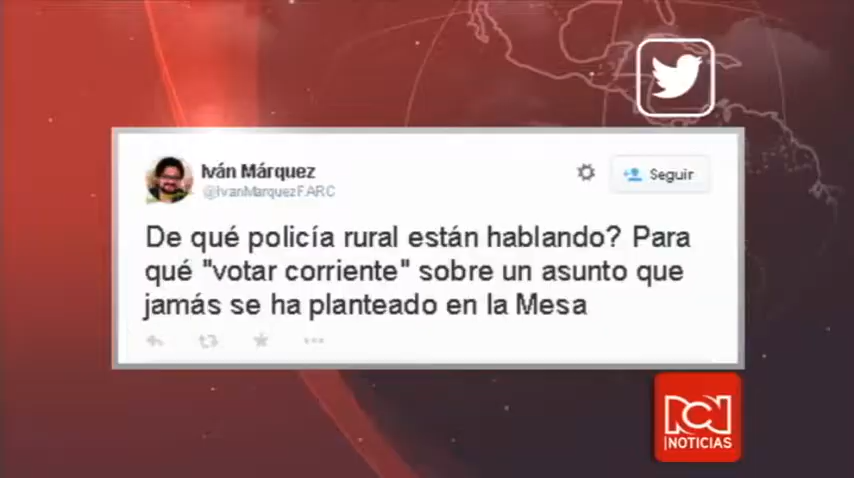 Iván Márquez
@IvanMarquezFARC
Seguir
De qué policía rural están hablando? Para
qué "votar corriente" sobre un asunto que
jamás se ha planteado en la Mesa
RCN
NOTICIAS